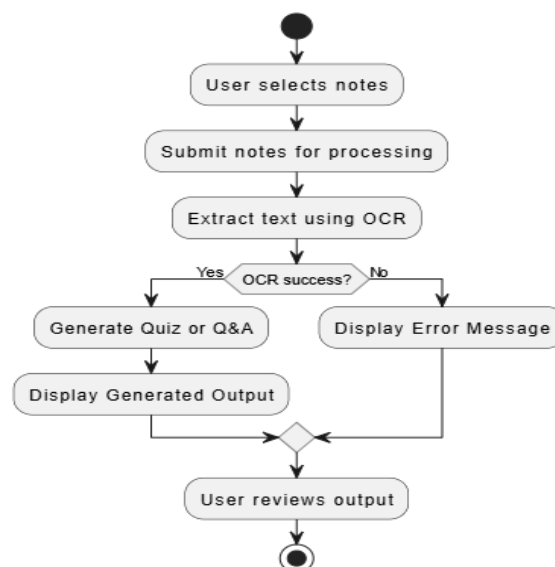 User selects notes
Submit notes for processing
Extract text using OCR
Yes
OCR success?
No
Generate Quiz or Q&A
Display Error Message
Display Generated Output
User reviews output